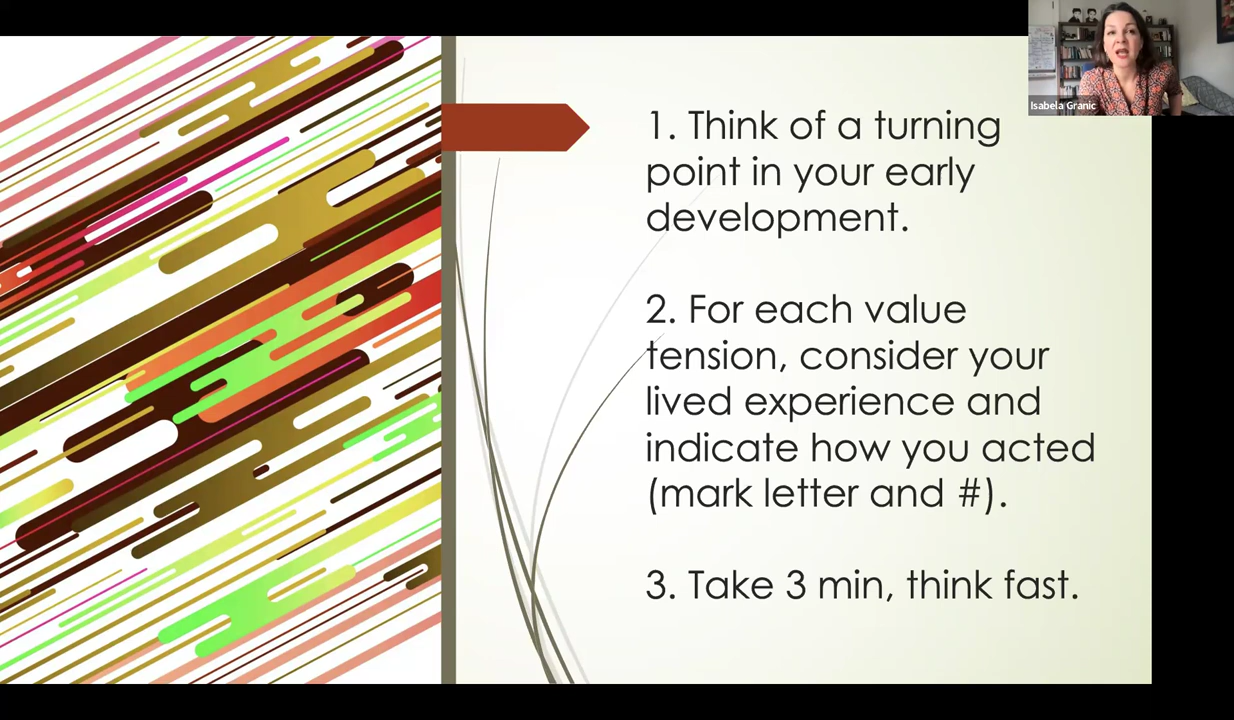 Isabela Granic
1. Think of a turning
point in your early
development.
2. For each value
tension, consider your
lived experience and
indicate how you acted
(mark letter and #).
3. Take 3 min, think fast.